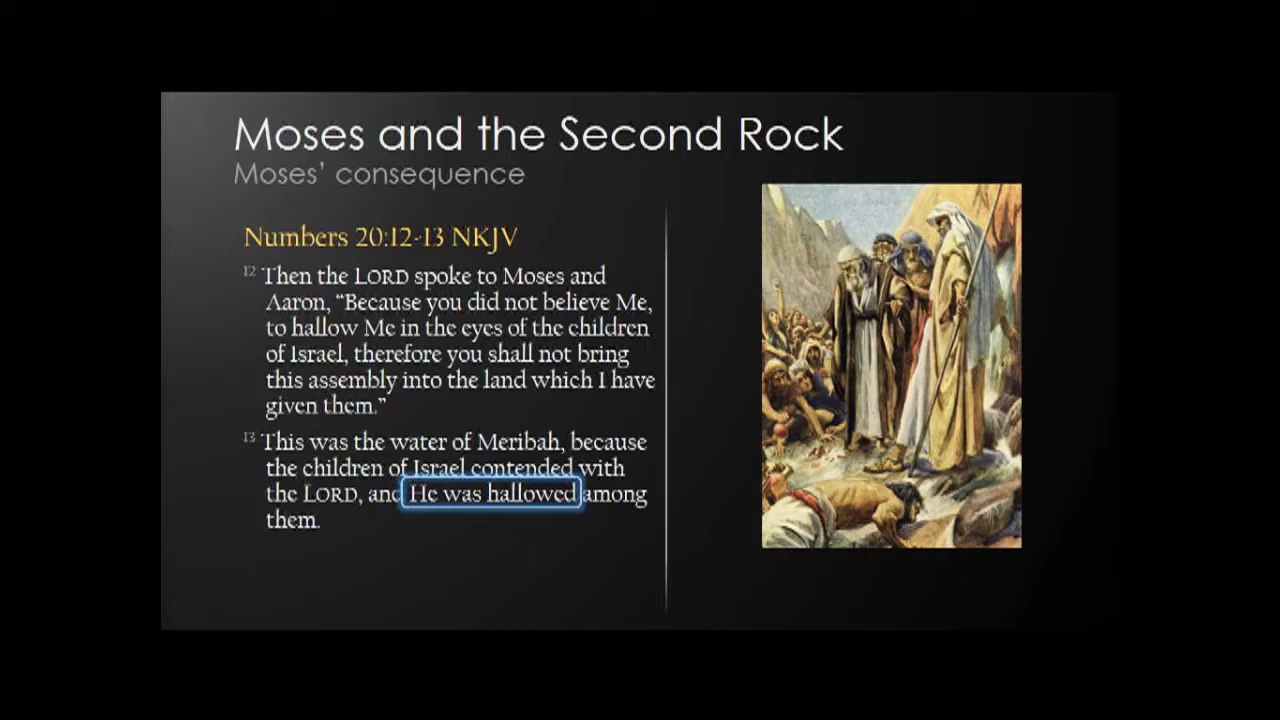 Moses and the Second Rock
Moses’ consequence
Numbers 20:12-13 NKJV
12 Then the LORD spoke to Moses and
Aaron, “Because you did not believe Me,
to hallow Me in the eyes of the children
of Israel, therefore you shall not bring
this assembly into the land which I have
given them.”
13 This was the water of Meribah, because
the children of Israel contended with
the LORD, and He was hallowed among
them.